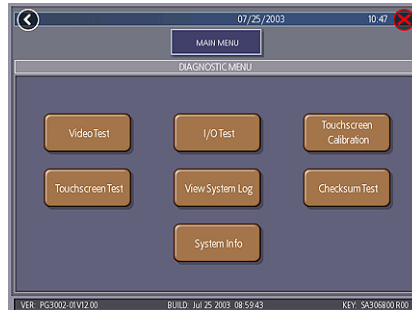 07/25/2003 10:47
MAIN MENU
DIAGNOSTIC MENU
Video Test
I/O Test
Touchscreen
Calibration
Touchscreen Test
View System Log
Checksum Test
System Info
VER: PG3002-01V12.00 BUILD: Jul 25 2003 08:59:43 KEY: SA306800 R00